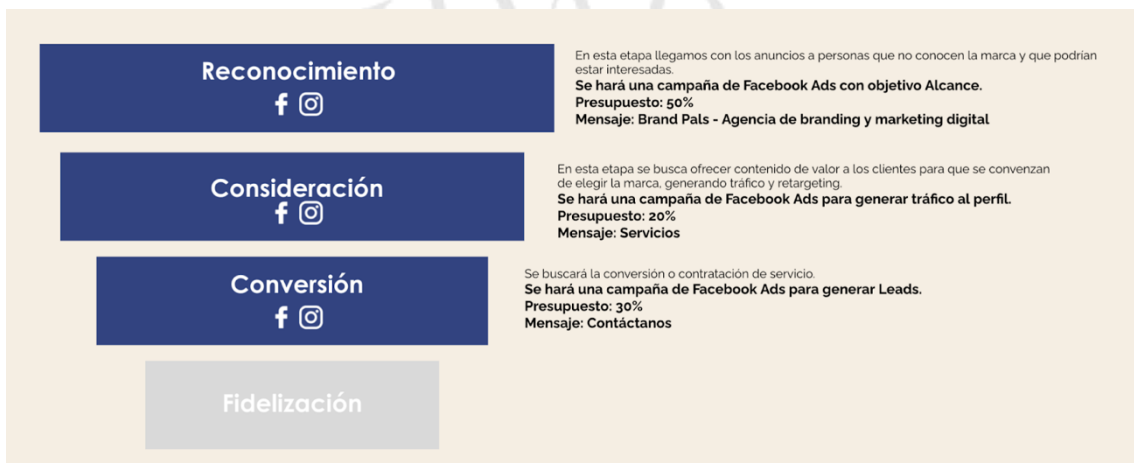 Reconocimiento
En esta etapa llegamos con los anuncios a personas que no conocen la marca y que podrían
estar interesadas.
Se hará una campaña de Facebook Ads con objetivo Alcance.
Presupuesto: 50%
Mensaje: Brand Pals - Agencia de branding y marketing digital
Consideración
En esta etapa se busca ofrecer contenido de valor a los clientes para que se convenzan
de elegir la marca, generando tráfico y retargeting.
Se hará una campaña de Facebook Ads para generar tráfico al perfil.
Presupuesto: 20%
Mensaje: Servicios
Conversión
Se buscará la conversión o contratación de servicio.
Se hará una campaña de Facebook Ads para generar Leads.
Presupuesto: 30%
Mensaje: Contáctanos
Fidelización